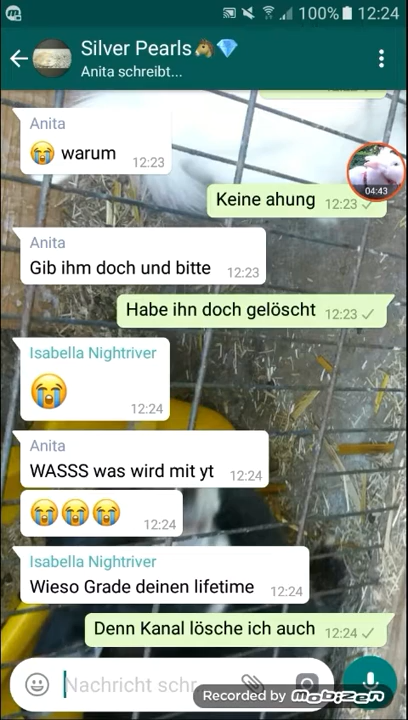 100% 12:24
Silver Pearls🐴💎
Anita schreibt...
Anita
😭 warum 12:23
04:43
Keine ahung 12:23
Anita
Gib ihm doch und bitte 12:23
Habe ihn doch gelöscht 12:23
Isabella Nightriver
😭
12:24
Anita
WASSS was wird mit yt 12:24
😭😭😭 12:24
Isabella Nightriver
Wieso Grade deinen lifetime 12:24
Denn Kanal lösche ich auch 12:24
Nachricht schr
Recorded by mobizen